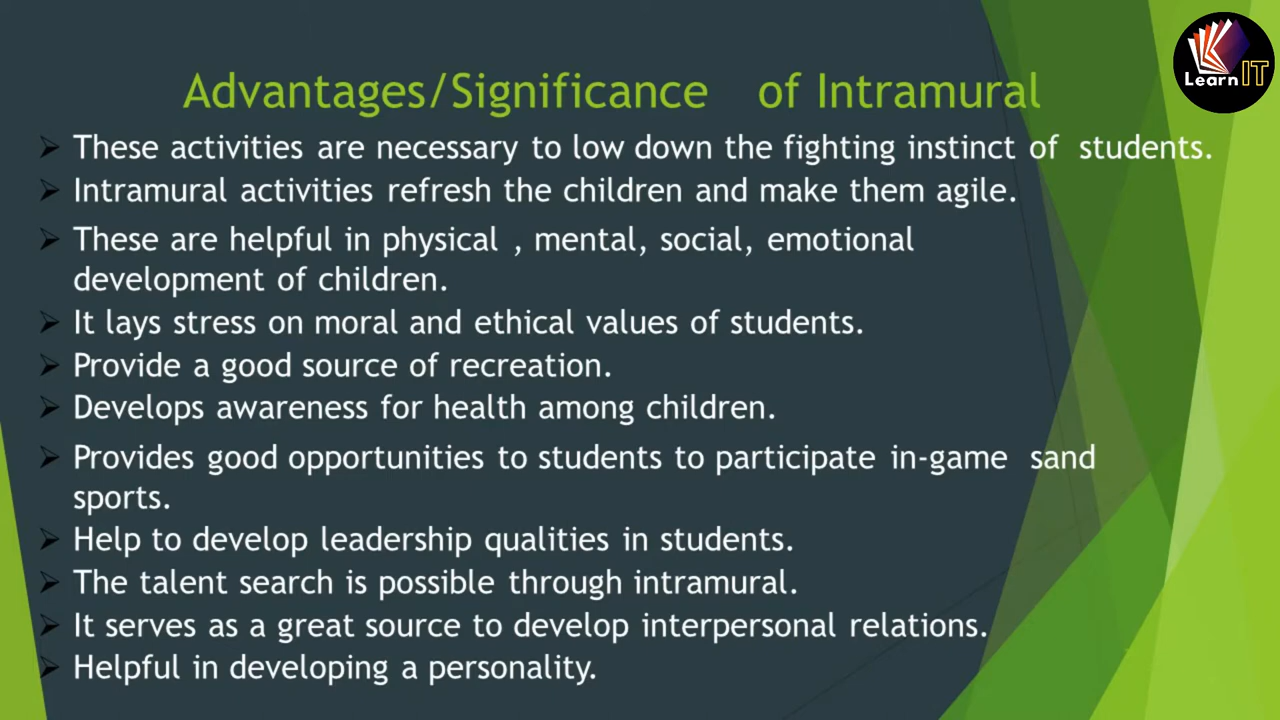 Advantages/Significance of Intramural
Learn IT
These activities are necessary to low down the fighting instinct of students.
Intramural activities refresh the children and make them agile.
These are helpful in physical , mental, social, emotional
development of children.
It lays stress on moral and ethical values of students.
Provide a good source of recreation.
Develops awareness for health among children.
Provides good opportunities to students to participate in-game sand
sports.
Help to develop leadership qualities in students.
The talent search is possible through intramural.
It serves as a great source to develop interpersonal relations.
Helpful in developing a personality.